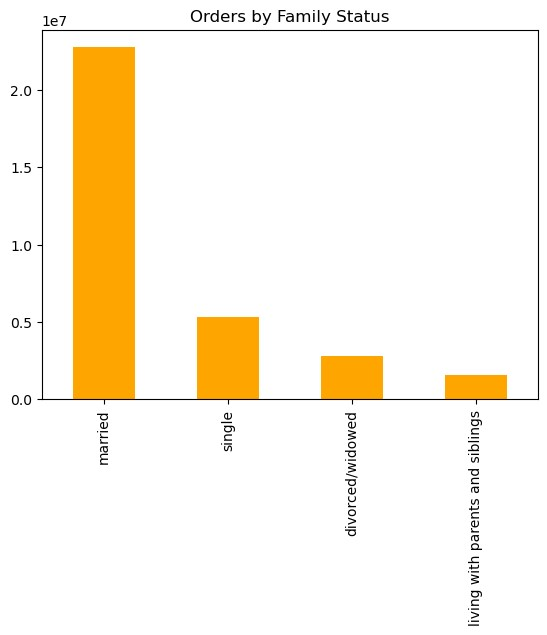 Orders by Family Status
1e7
2.0
1.5
1.0
0.5
0.0
married
single
divorced/widowed
living with parents and siblings